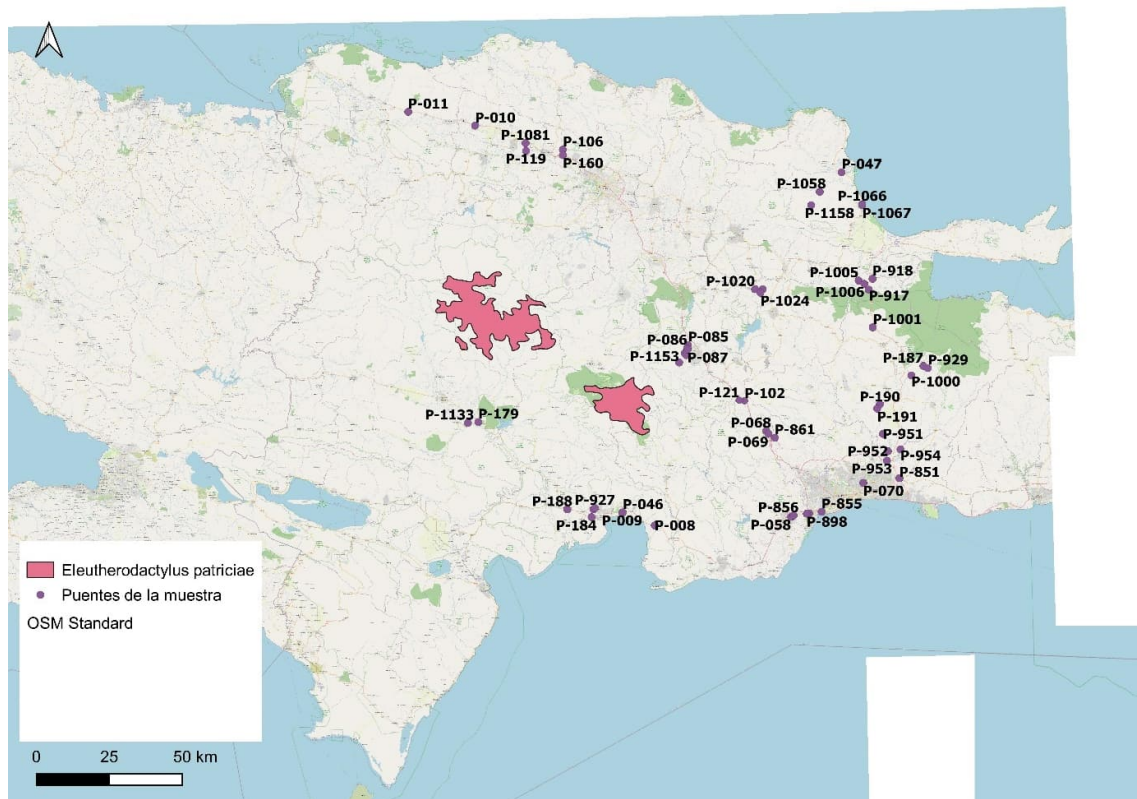 P-011
P-010
P-1081
P-106
P-119
P-160
P-047
P-1058
P-1066
P-1158
P-1067
P-1005
P-918
P-1020
P-1006
P-917
P-1024
P-1001
P-086
P-085
P-1153
P-087
P-187
P-929
P-1000
P-121
P-102
P-190
P-191
P-1133
P-179
P-068
P-861
P-069
P-951
P-952
P-954
P-953
P-851
P-070
P-188
P-927
P-046
P-184
P-009
P-008
P-856
P-855
P-058
P-898
Eleutherodactylus patriciae
Puentes de la muestra
OSM Standard
0 25 50 km